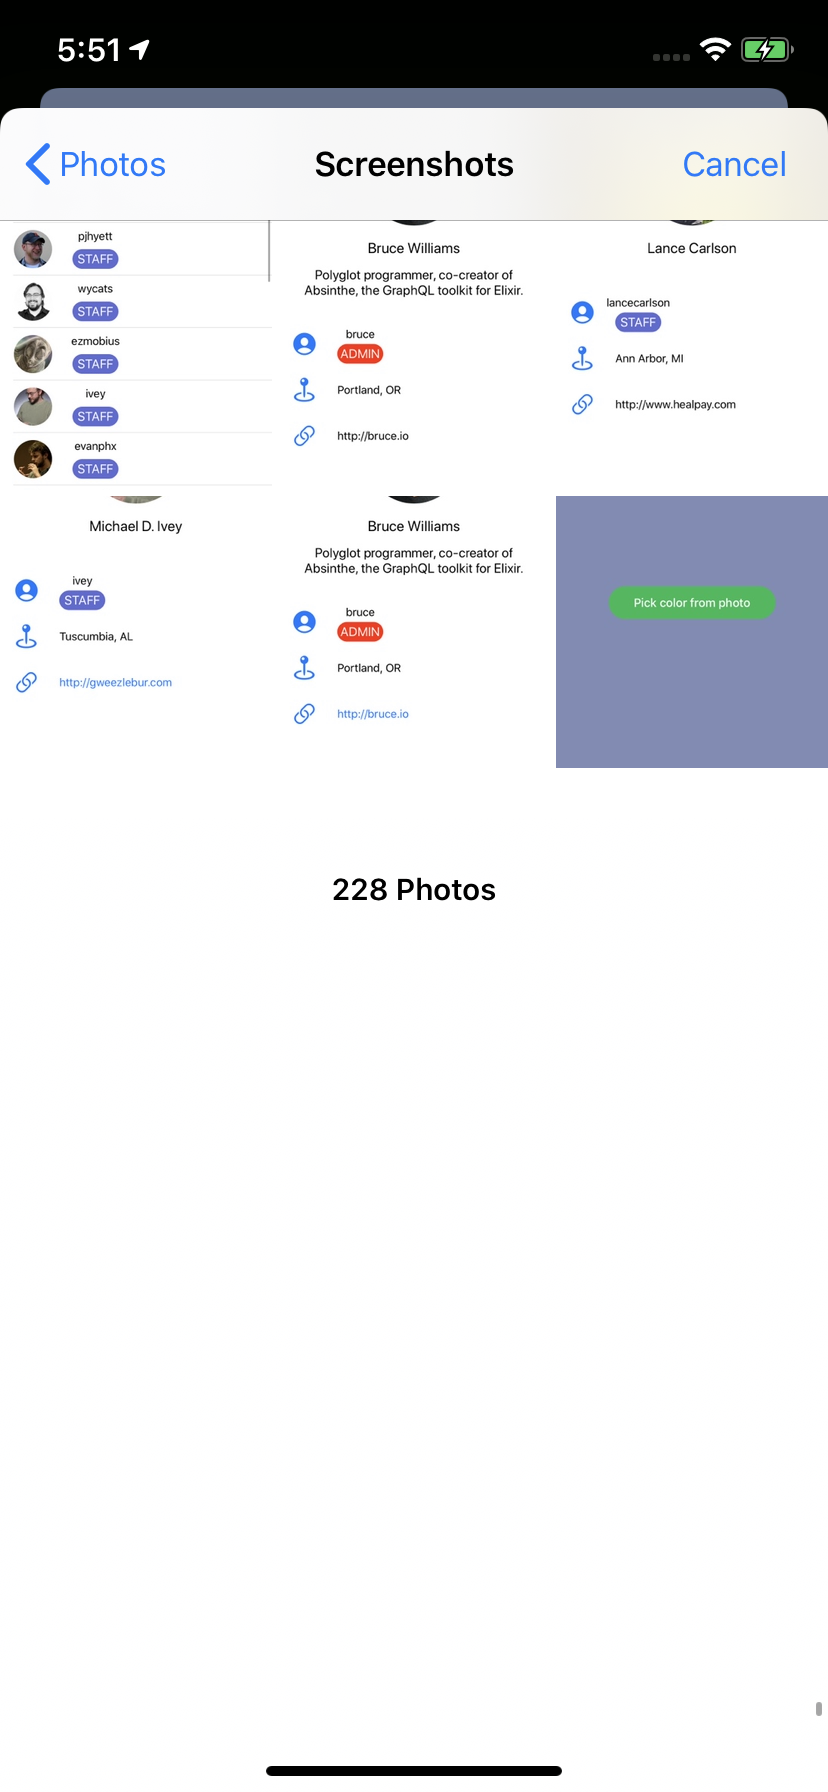 5:51
Photos
Screenshots
Cancel
pjhyett
STAFF
wycats
STAFF
ezmobius
STAFF
ivey
STAFF
evanphx
STAFF
Bruce Williams
Polyglot programmer, co-creator of
Absinthe, the GraphQL toolkit for Elixir.
bruce
ADMIN
Portland, OR
http://bruce.io
Lance Carlson
lancecarlson
STAFF
Ann Arbor, MI
http://www.healpay.com
Michael D. Ivey
ivey
STAFF
Tuscumbia, AL
http://gweezlebur.com
Bruce Williams
Polyglot programmer, co-creator of
Absinthe, the GraphQL toolkit for Elixir.
bruce
ADMIN
Portland, OR
http://bruce.io
Pick color from photo
228 Photos